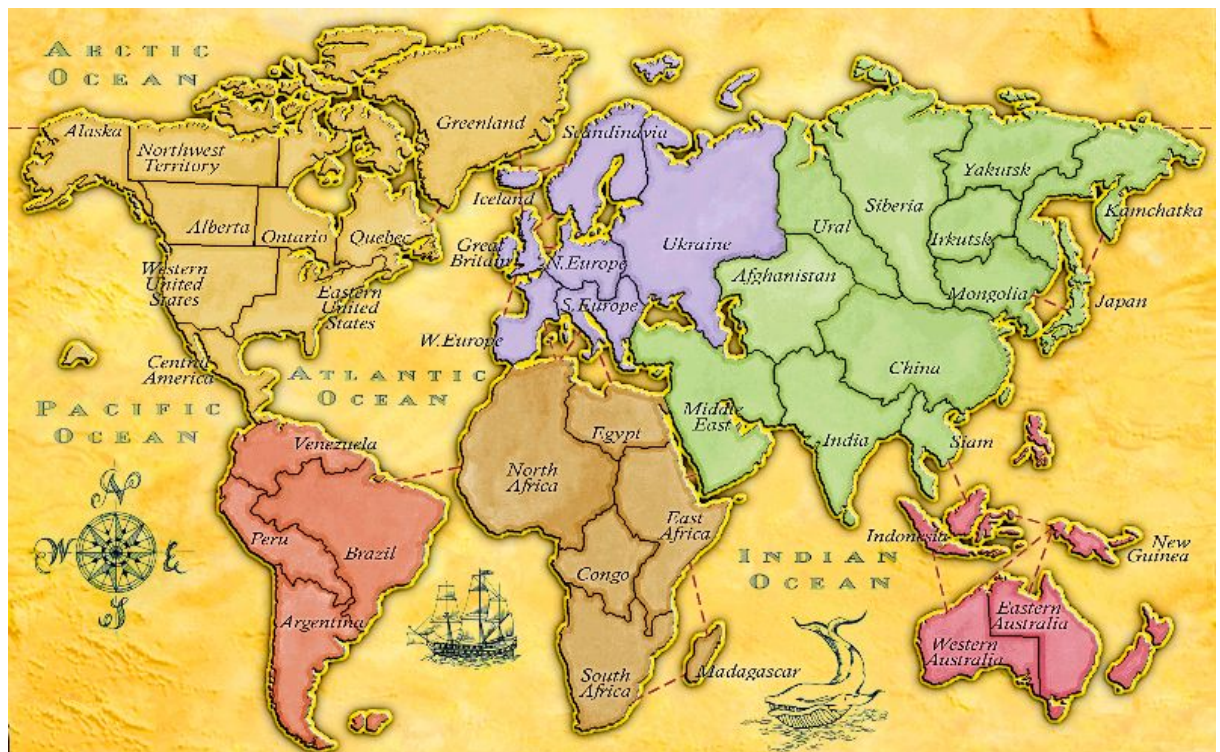 ARCTIC
OCEAN
Alaska
Northwest
Territory
Greenland
Alberta
Ontario
Quebec
Western
United
States
Eastern
United
States
Central
America
Iceland
Scandinavia
Great
Britain
N.Europe
S.Europe
W.Europe
Ukraine
Ural
Siberia
Yakutsk
Kamchatka
Irkutsk
Mongolia
Japan
Afghanistan
China
Middle
East
India
Siam
ATLANTIC
OCEAN
PACIFIC
OCEAN
Venezuela
Peru
Brazil
Argentina
North
Africa
Egypt
East
Africa
Congo
South
Africa
Madagascar
INDIAN
OCEAN
Indonesia
New
Guinea
Eastern
Australia
Western
Australia
N
W
E
S